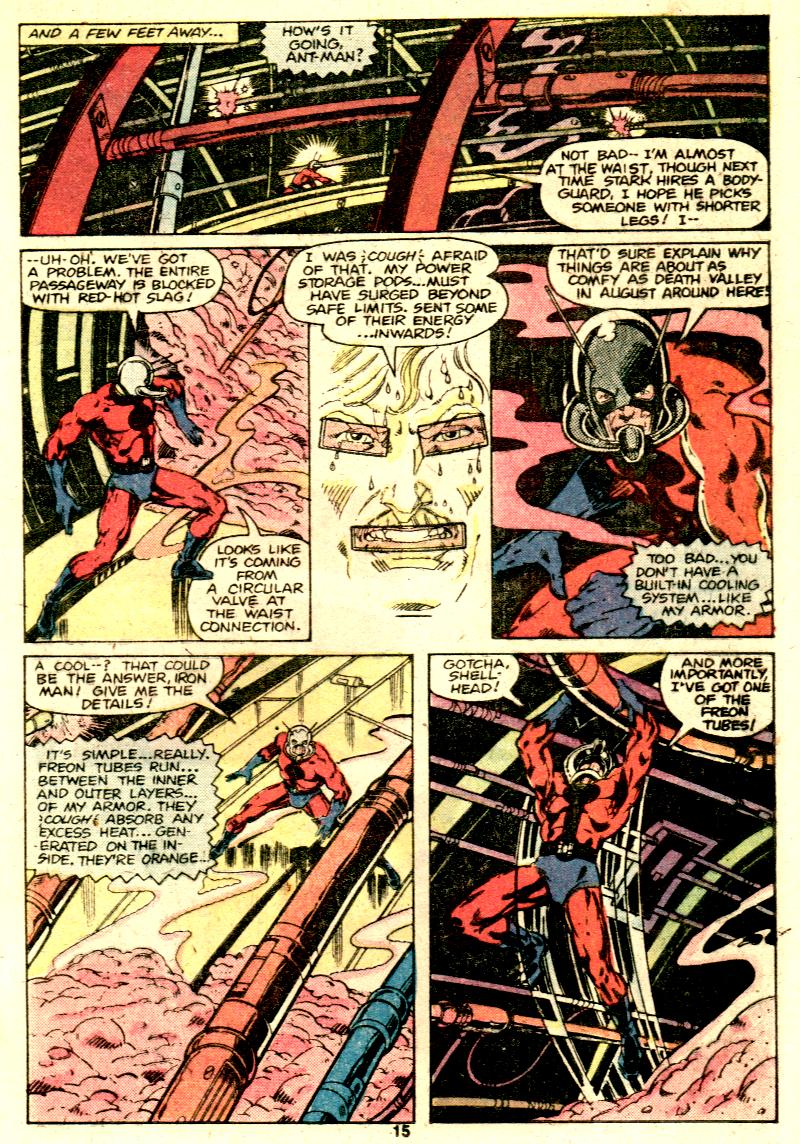 AND A FEW FEET AWAY...
HOW'S IT
GOING,
ANT-MAN?
NOT BAD-- I'M ALMOST
AT THE WAIST, THOUGH NEXT
TIME STARK HIRES A BODY-
GUARD, I HOPE HE PICKS
SOMEONE WITH SHORTER
LEGS! I--
--UH-OH. WE'VE GOT
A PROBLEM. THE ENTIRE
PASSAGEWAY IS BLOCKED
WITH RED-HOT SLAG!
LOOKS LIKE
IT'S COMING
FROM
A CIRCULAR
VALVE AT
THE WAIST
CONNECTION.
I WAS :COUGH: AFRAID
OF THAT. MY POWER
STORAGE PODS...MUST
HAVE SURGED BEYOND
SAFE LIMITS. SENT SOME
OF THEIR ENERGY
...INWARDS!
THAT'D SURE EXPLAIN WHY
THINGS ARE ABOUT AS
COMFY AS DEATH VALLEY
IN AUGUST AROUND HERE!
TOO BAD...YOU
DON'T HAVE A
BUILT-IN COOLING
SYSTEM...LIKE
MY ARMOR.
A COOL--? THAT COULD
BE THE ANSWER, IRON
MAN! GIVE ME THE
DETAILS!
IT'S SIMPLE...REALLY.
FREON TUBES RUN...
BETWEEN THE INNER
AND OUTER LAYERS...
OF MY ARMOR. THEY
:COUGH: ABSORB ANY
EXCESS HEAT... GEN-
ERATED ON THE IN-
SIDE. THEY'RE ORANGE...
GOTCHA,
SHELL-
HEAD!
AND MORE
IMPORTANTLY,
I'VE GOT ONE
OF THE
FREON
TUBES!
15